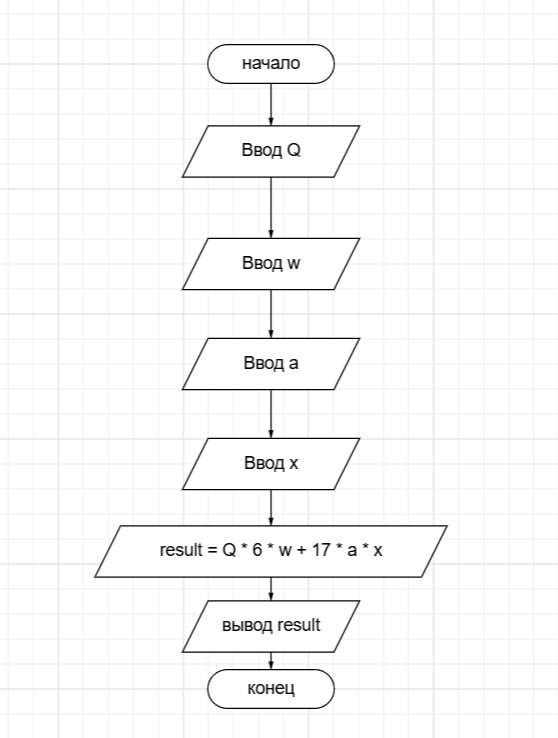 начало
Ввод Q
Ввод w
Ввод a
Ввод x
result = Q * 6 * w + 17 * a * x
вывод result
конец